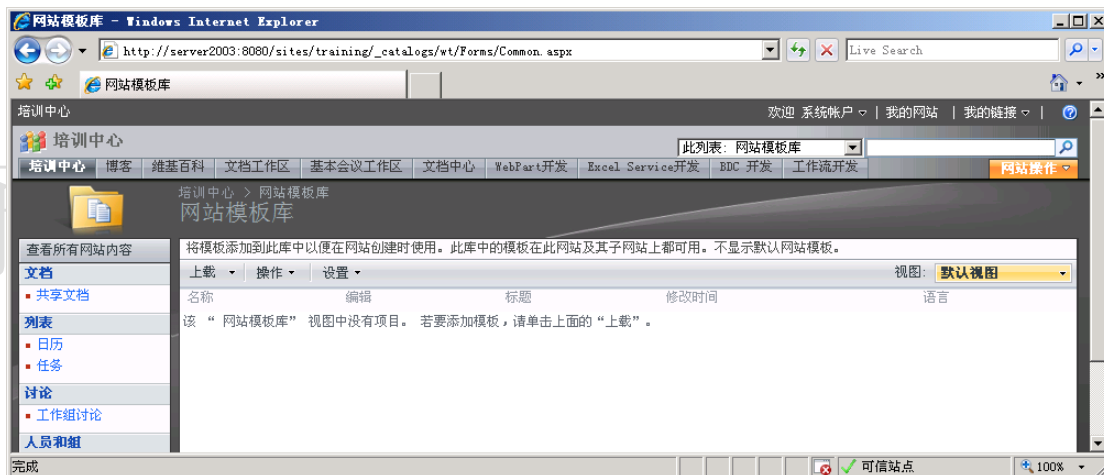 网站模板库 - Windows Internet Explorer
http://server2003:8080/sites/training/_catalogs/wt/Forms/Common.aspx
Live Search
网站模板库
培训中心
欢迎 系统帐户 | 我的网站 | 我的链接 |
培训中心
此列表: 网站模板库
培训中心 博客 維基百科 文档工作区 基本会议工作区 文档中心 WebPart开发 Excel Service开发 BDC 开发 工作流开发 网站操作
培训中心 > 网站模板库
网站模板库
查看所有网站内容
将模板添加到此库中以便在网站创建时使用。此库中的模板在此网站及其子网站上都可用。不显示默认网站模板。
文档
上载 操作 设置 视图: 默认视图
共享文档
名称 编辑 标题 修改时间 语言
列表
该 “ 网站模板库” 视图中没有项目。 若要添加模板，请单击上面的“上载”。
日历
任务
讨论
工作组讨论
人员和组
完成 可信站点 100%